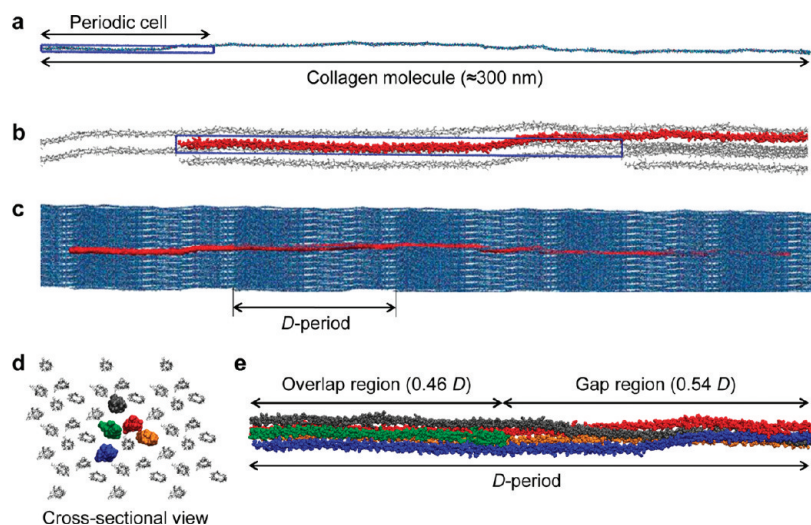 a
Periodic cell
Collagen molecule (≈300 nm)
b
c
D-period
d
Cross-sectional view
e
Overlap region (0.46 D)
Gap region (0.54 D)
D-period